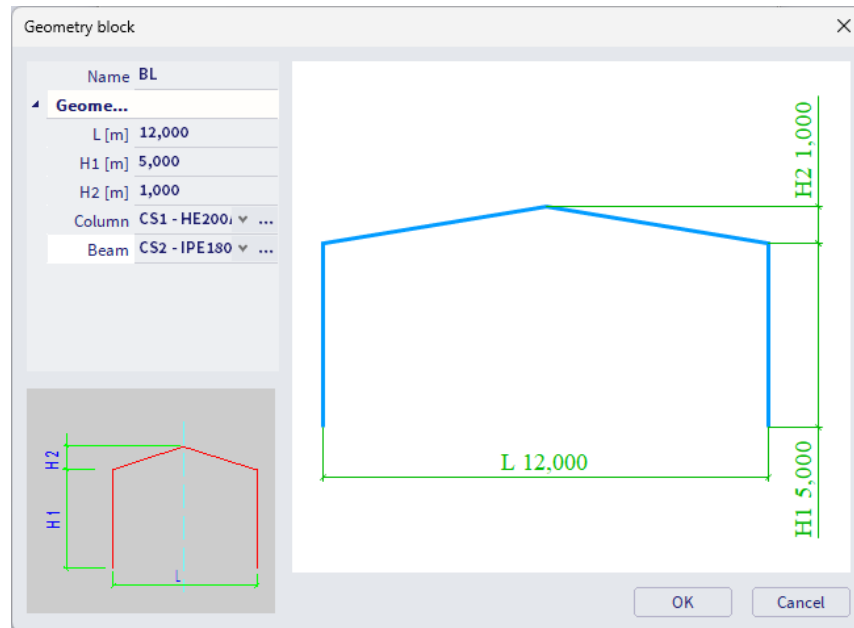 Geometry block
Name BL
Geome...
L [m] 12,000
H1 [m] 5,000
H2 [m] 1,000
Column CS1 - HE200A ...
Beam CS2 - IPE180 ...
H2 1,000
L 12,000
H1 5,000
H2
H1
L
OK Cancel